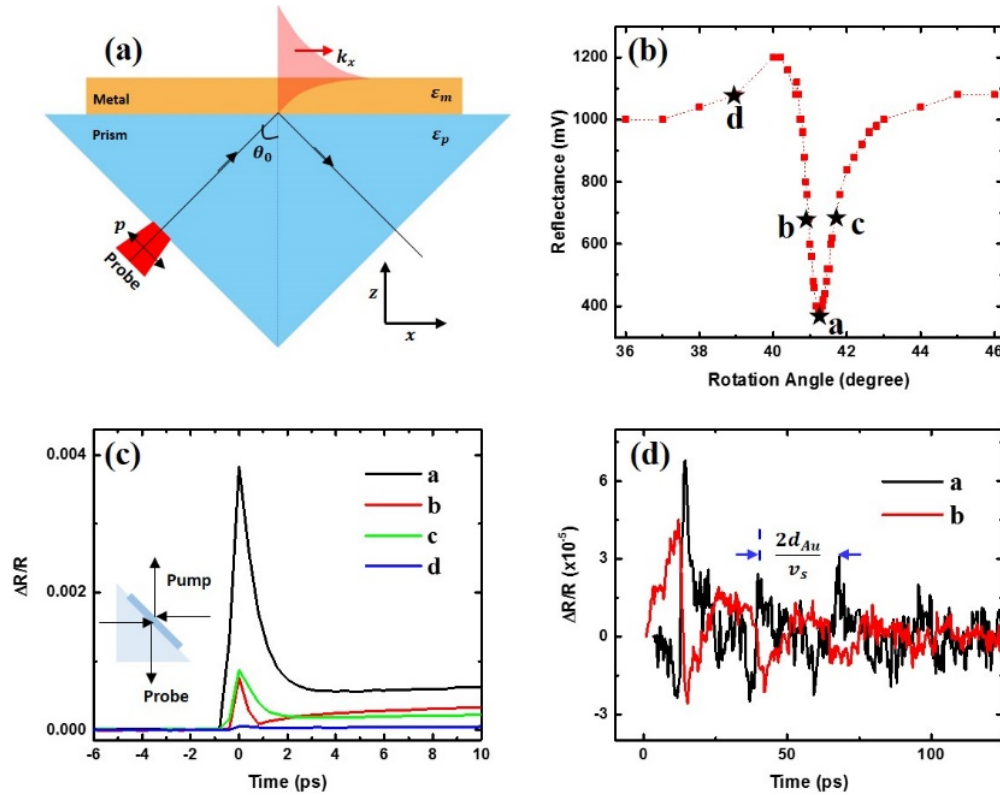 (a)
k_x
Metal
ε_m
Prism
ε_p
θ_0
p
Probe
z
x
(b)
1200
1000
800
600
400
Reflectance (mV)
d
b
c
a
36
38
40
42
44
46
Rotation Angle (degree)
(c)
0.004
0.002
0.000
ΔR/R
a
b
c
d
Pump
Probe
-6
-4
-2
0
2
4
6
8
10
Time (ps)
(d)
6
3
0
-3
ΔR/R (x10^-5)
a
b
2d_Au
v_s
0
50
100
Time (ps)